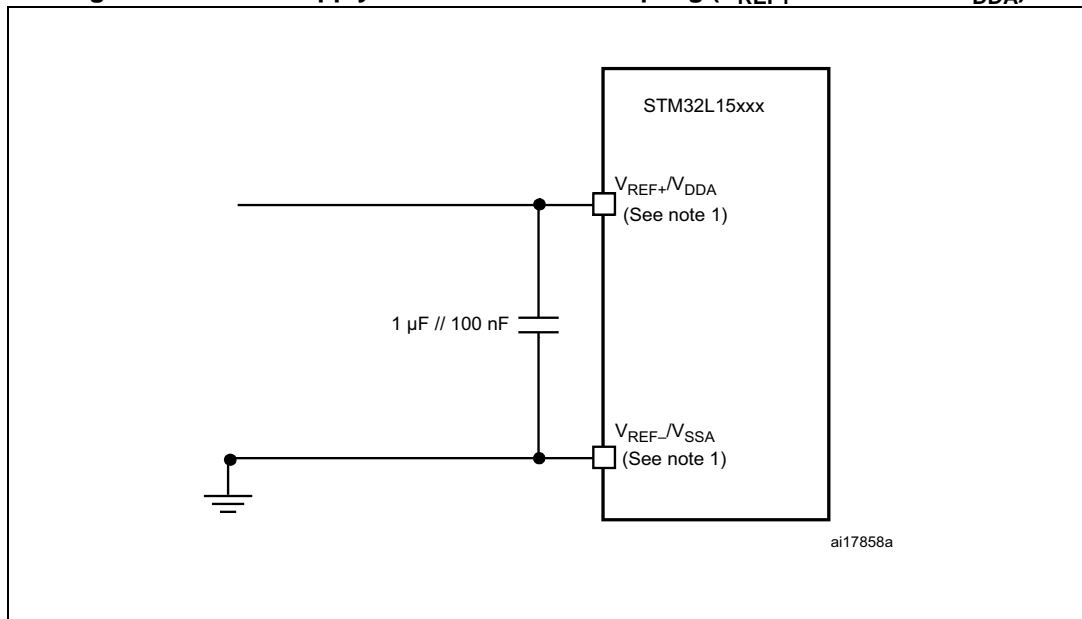 STM32L15xxx
VREF+/VDDA
(See note 1)
1 µF // 100 nF
VREF–/VSSA
(See note 1)
ai17858a